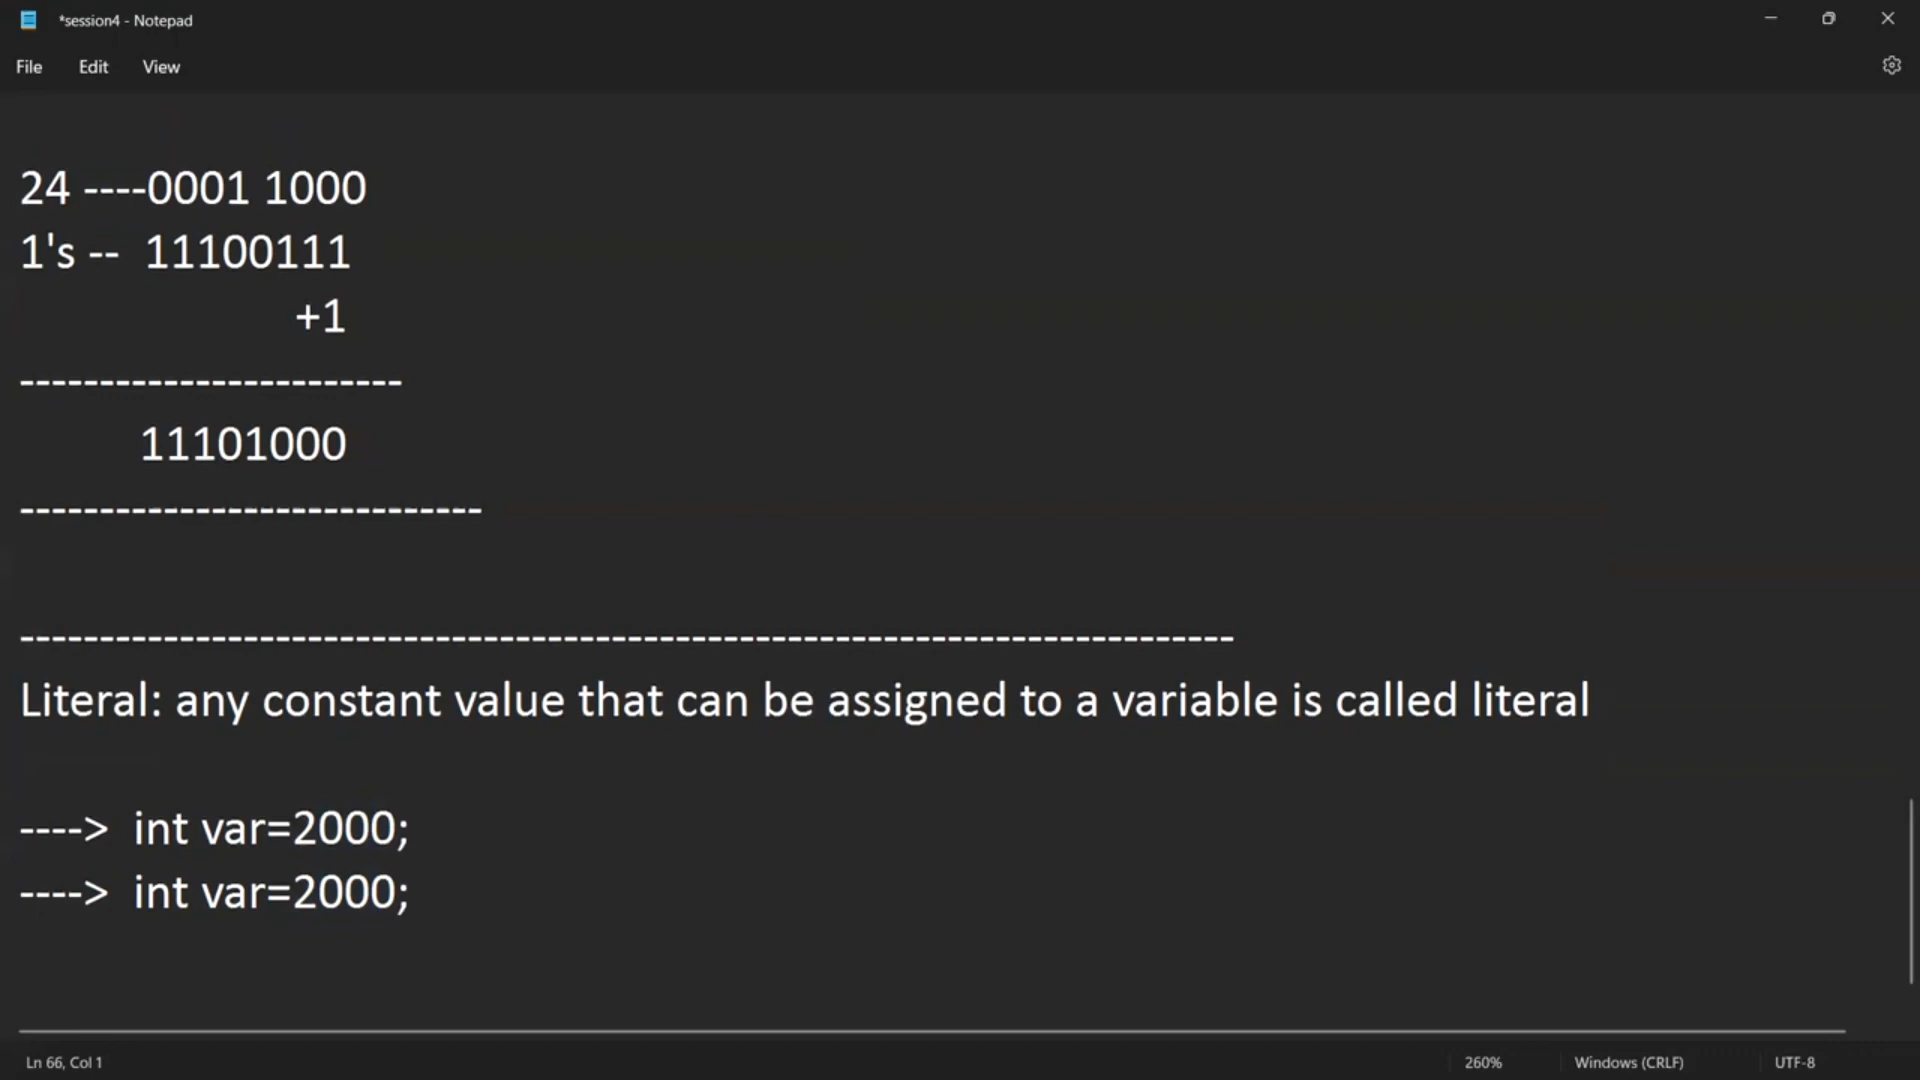 *session4 - Notepad
File Edit View
24 ----0001 1000
1's -- 11100111
+1
------------------------
11101000
-----------------------------
----------------------------------------------------------------------------
Literal: any constant value that can be assigned to a variable is called literal
----> int var=2000;
----> int var=2000;
Ln 66, Col 1 260% Windows (CRLF) UTF-8